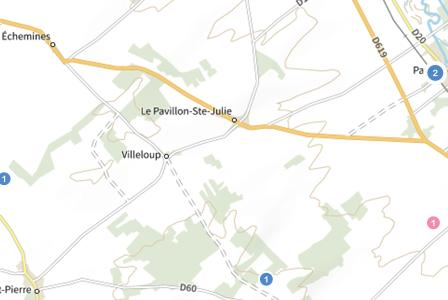 D619
D20
Échemines
Pa
2
Le Pavillon-Ste-Julie
Villeloup
1
1
1
D60
t-Pierre